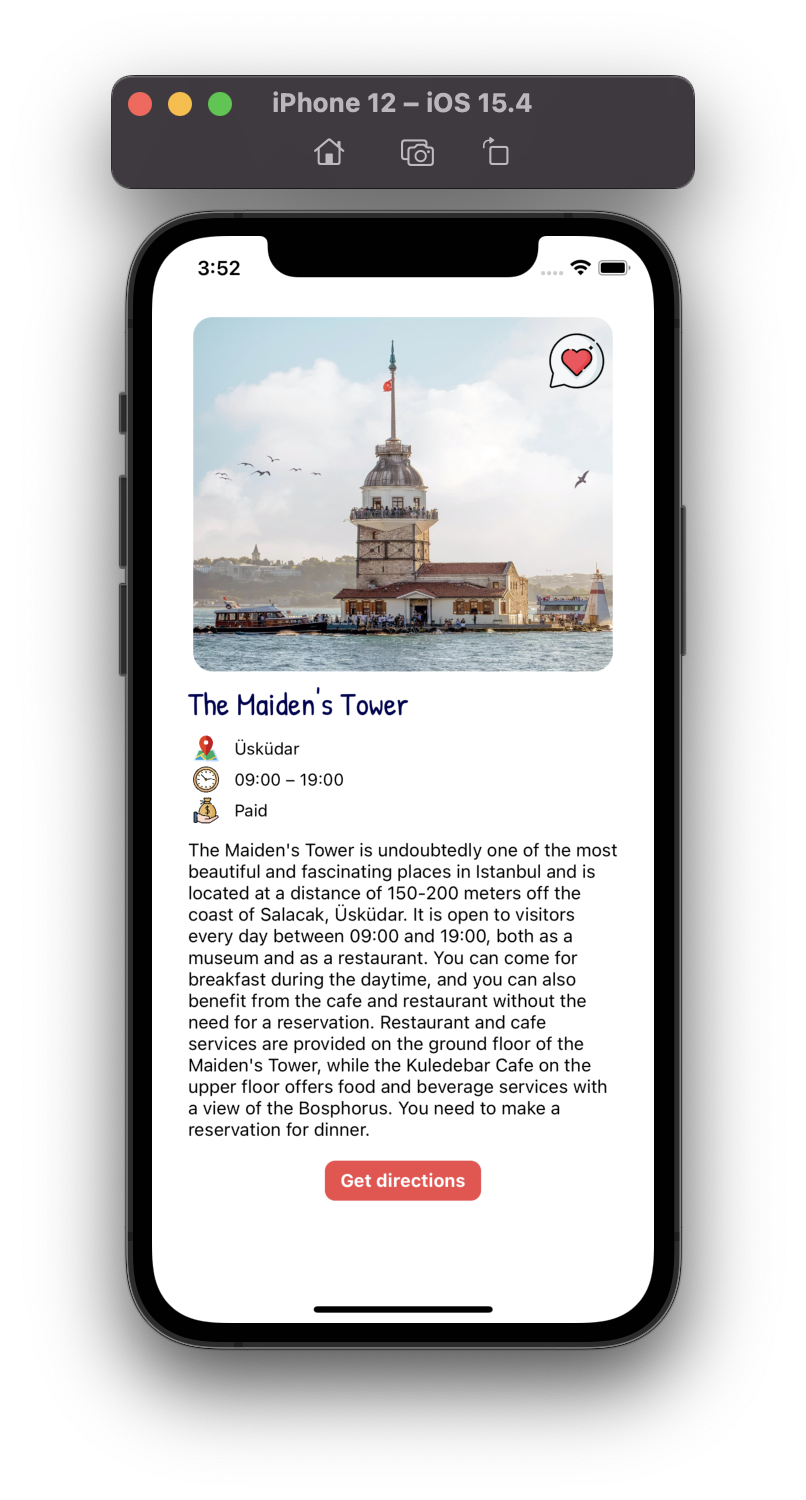 iPhone 12 – iOS 15.4
3:52
The Maiden's Tower
Üsküdar
09:00 – 19:00
Paid
The Maiden's Tower is undoubtedly one of the most
beautiful and fascinating places in Istanbul and is
located at a distance of 150-200 meters off the
coast of Salacak, Üsküdar. It is open to visitors
every day between 09:00 and 19:00, both as a
museum and as a restaurant. You can come for
breakfast during the daytime, and you can also
benefit from the cafe and restaurant without the
need for a reservation. Restaurant and cafe
services are provided on the ground floor of the
Maiden's Tower, while the Kuledebar Cafe on the
upper floor offers food and beverage services with
a view of the Bosphorus. You need to make a
reservation for dinner.
Get directions